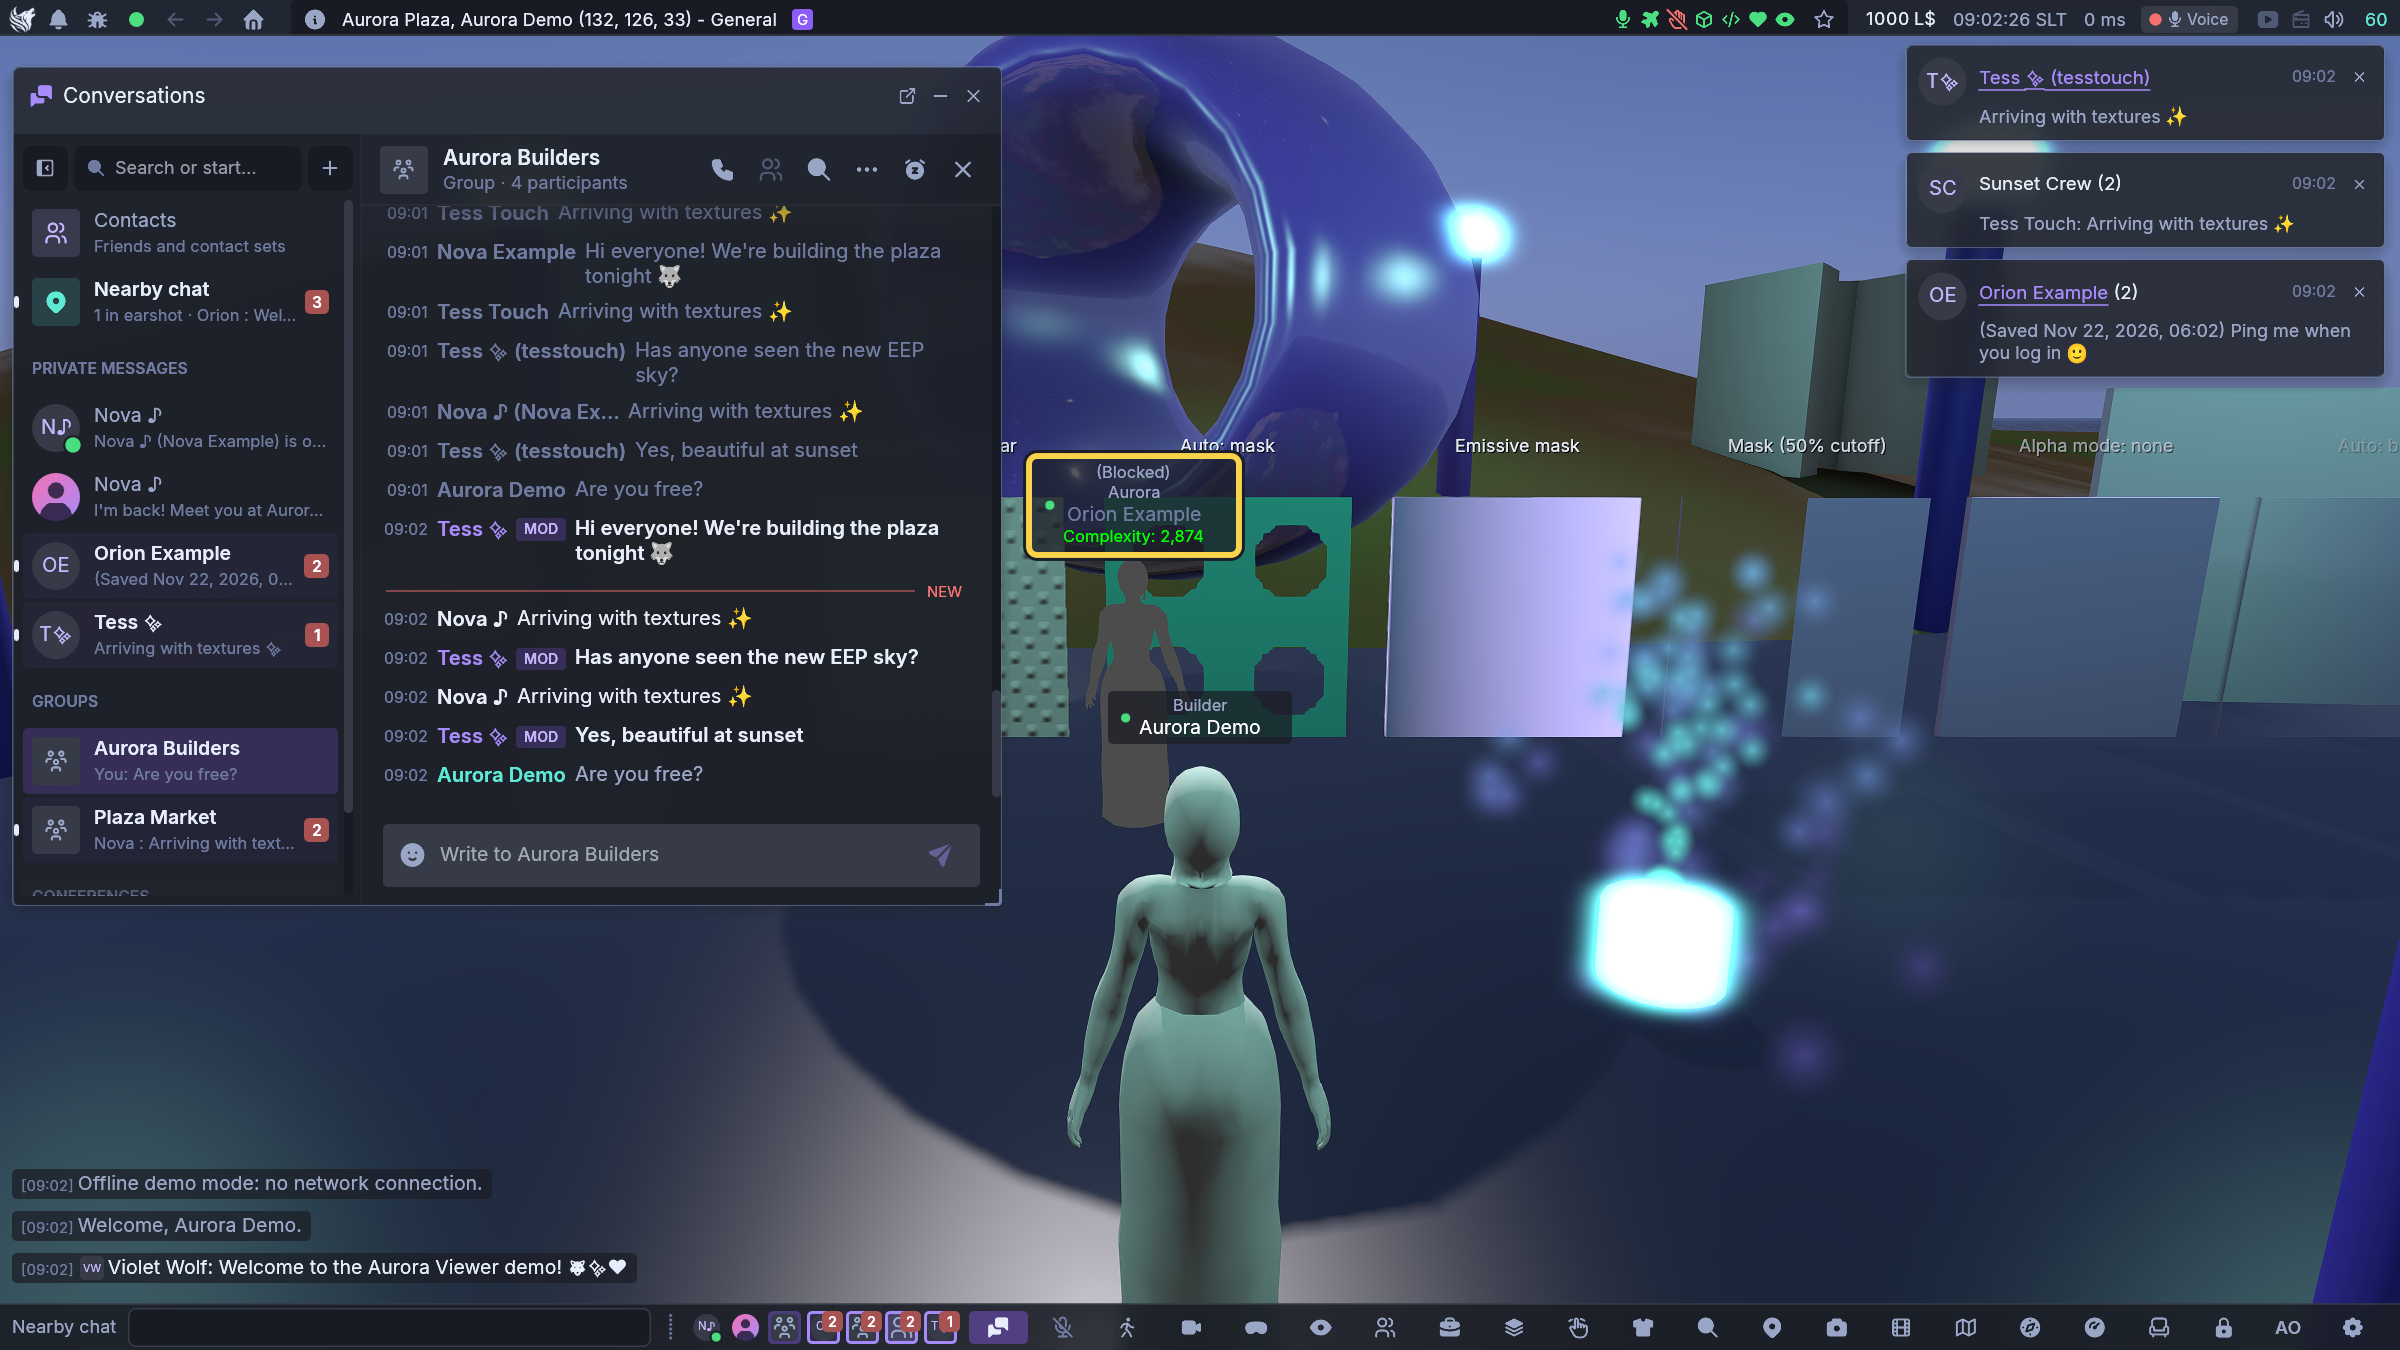 Aurora Plaza, Aurora Demo (132, 126, 33) - General
G
1000 L$
09:02:26 SLT
0 ms
Voice
60
Conversations
Search or start...
Contacts
Friends and contact sets
Nearby chat
1 in earshot · Orion : Wel...
3
PRIVATE MESSAGES
N♪
Nova ♪
Nova ♪ (Nova Example) is o...
Nova ♪
I'm back! Meet you at Auror...
OE
Orion Example
(Saved Nov 22, 2026, 0...
2
T✨
Tess ✨
Arriving with textures ✨
1
GROUPS
Aurora Builders
You: Are you free?
Plaza Market
Nova : Arriving with text...
2
CONFERENCES
Aurora Builders
Group · 4 participants
09:01 Tess Touch Arriving with textures ✨
09:01 Nova Example Hi everyone! We're building the plaza
tonight 🐺
09:01 Tess Touch Arriving with textures ✨
09:01 Tess ✨ (tesstouch) Has anyone seen the new EEP
sky?
09:01 Nova ♪ (Nova Ex... Arriving with textures ✨
09:01 Tess ✨ (tesstouch) Yes, beautiful at sunset
09:01 Aurora Demo Are you free?
09:02 Tess ✨ MOD Hi everyone! We're building the plaza
tonight 🐺
NEW
09:02 Nova ♪ Arriving with textures ✨
09:02 Tess ✨ MOD Has anyone seen the new EEP sky?
09:02 Nova ♪ Arriving with textures ✨
09:02 Tess ✨ MOD Yes, beautiful at sunset
09:02 Aurora Demo Are you free?
Write to Aurora Builders
T✨
Tess ✨ (tesstouch)
09:02
Arriving with textures ✨
SC
Sunset Crew (2)
09:02
Tess Touch: Arriving with textures ✨
OE
Orion Example (2)
09:02
(Saved Nov 22, 2026, 06:02) Ping me when
you log in 🙂
ar
Auto: mask
Emissive mask
Mask (50% cutoff)
Alpha mode: none
Auto: b
(Blocked)
Aurora
Orion Example
Complexity: 2,874
Builder
Aurora Demo
[09:02] Offline demo mode: no network connection.
[09:02] Welcome, Aurora Demo.
[09:02] VW Violet Wolf: Welcome to the Aurora Viewer demo! 🐺✨♥
Nearby chat
N♪
2
2
2
T
1
AO